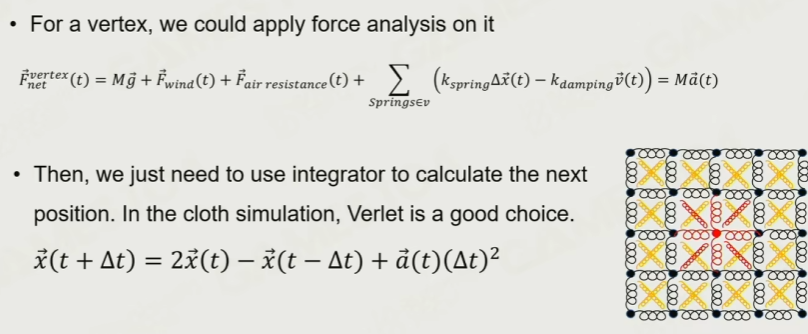 • For a vertex, we could apply force analysis on it
$\vec{F}_{net}^{vertex}(t) = M\vec{g} + \vec{F}_{wind}(t) + \vec{F}_{air\ resistance}(t) + \sum_{Springs \in v} \left(k_{spring}\Delta\vec{x}(t) - k_{damping}\vec{v}(t)\right) = M\vec{a}(t)$
• Then, we just need to use integrator to calculate the next
position. In the cloth simulation, Verlet is a good choice.
$\vec{x}(t + \Delta t) = 2\vec{x}(t) - \vec{x}(t - \Delta t) + \vec{a}(t)(\Delta t)^2$